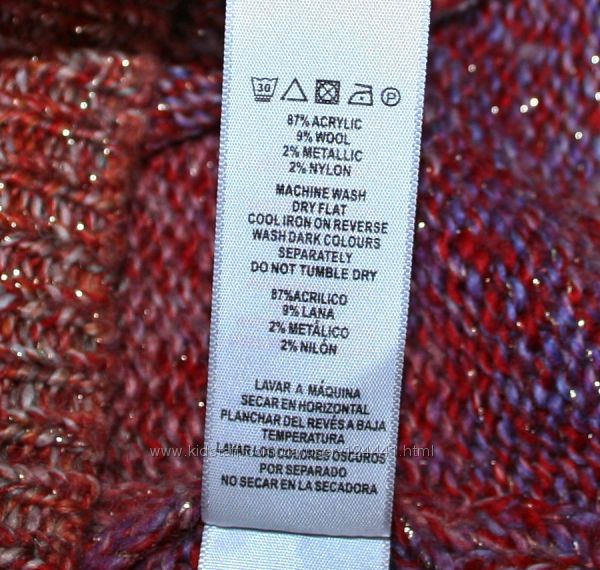 30 P
87% ACRYLIC
9% WOOL
2% METALLIC
2% NYLON
MACHINE WASH
DRY FLAT
COOL IRON ON REVERSE
WASH DARK COLOURS
SEPARATELY
DO NOT TUMBLE DRY
87%ACRILICO
9% LANA
2% METÁLICO
2% NILÓN
LAVAR A MÁQUINA
SECAR EN HORIZONTAL
PLANCHAR DEL REVÉS A BAJA
TEMPERATURA
LAVAR LOS COLORES OSCUROS
POR SEPARADO
NO SECAR EN LA SECADORA